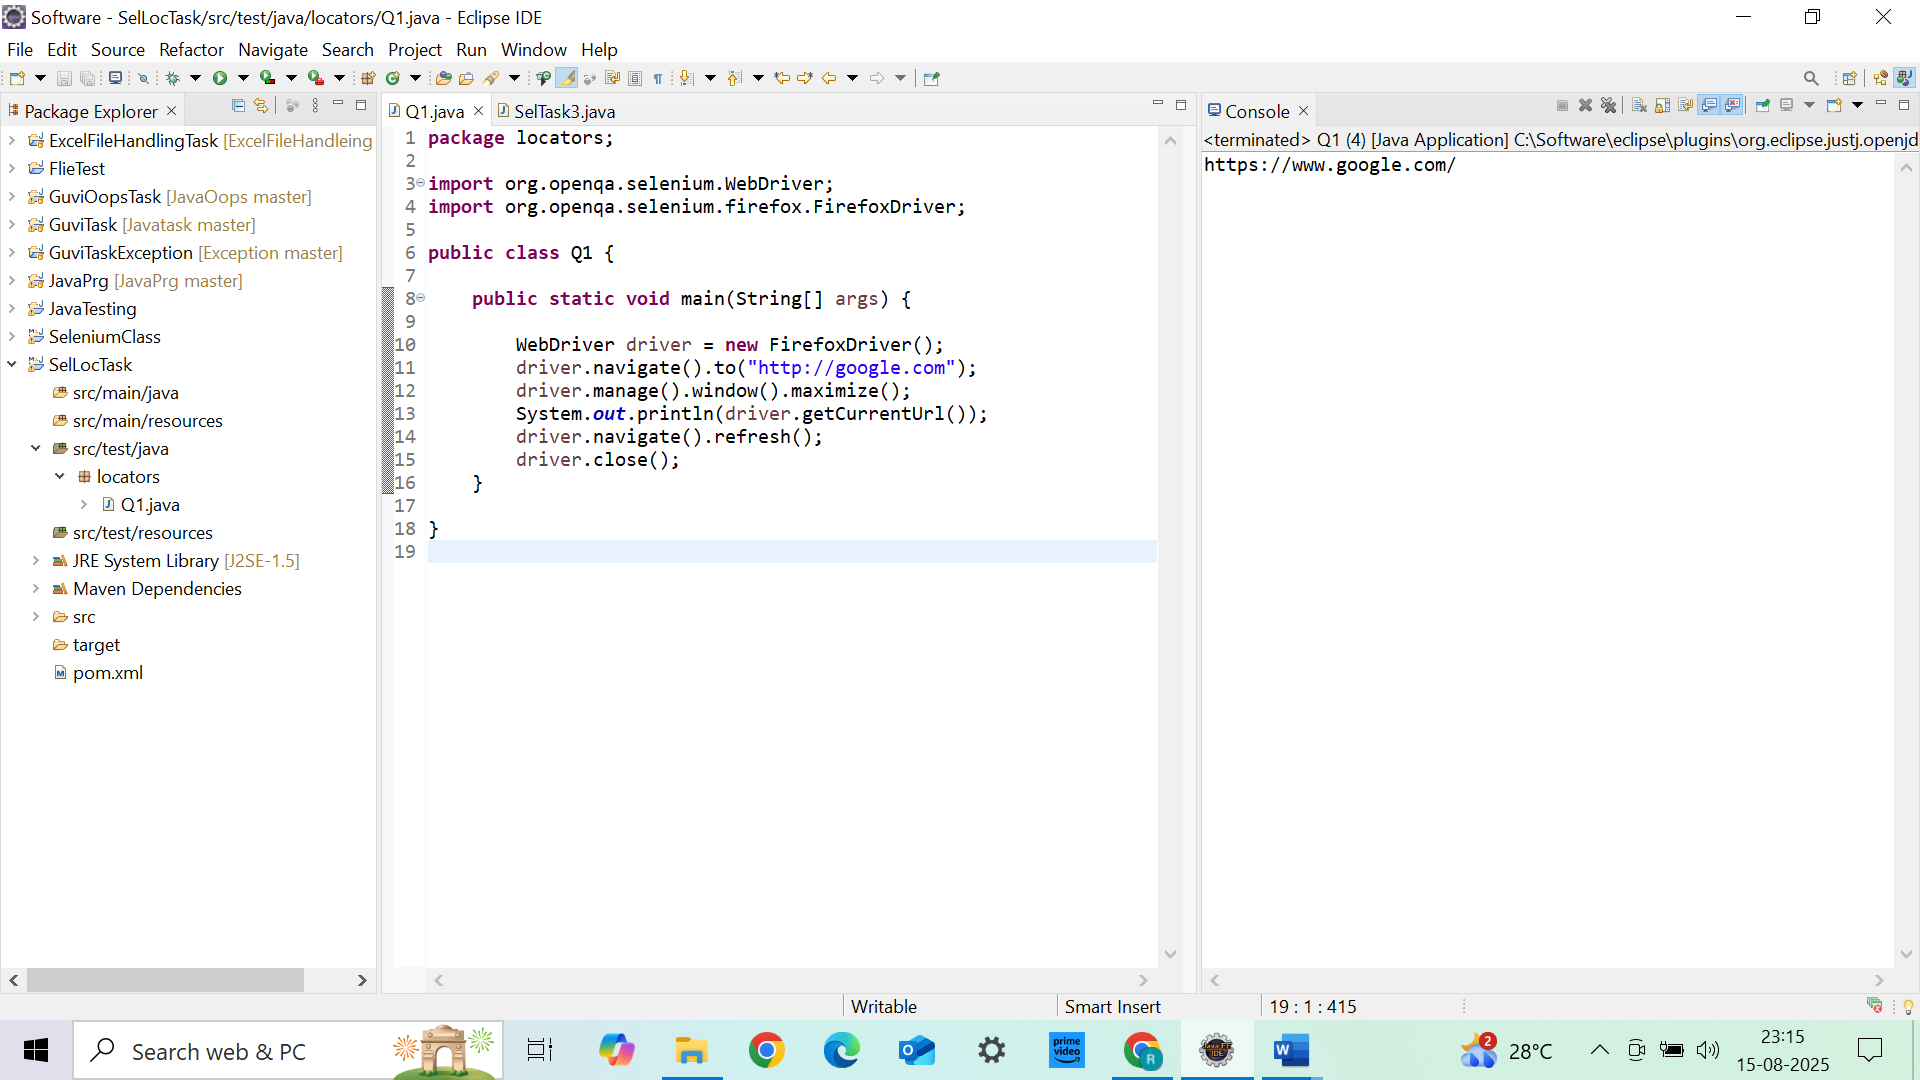 Software - SelLocTask/src/test/java/locators/Q1.java - Eclipse IDE
File Edit Source Refactor Navigate Search Project Run Window Help
Package Explorer
ExcelFileHandlingTask [ExcelFileHandleing
FlieTest
GuviOopsTask [JavaOops master]
GuviTask [Javatask master]
GuviTaskException [Exception master]
JavaPrg [JavaPrg master]
JavaTesting
SeleniumClass
SelLocTask
src/main/java
src/main/resources
src/test/java
locators
Q1.java
src/test/resources
JRE System Library [J2SE-1.5]
Maven Dependencies
src
target
pom.xml
Q1.java SelTask3.java
1 package locators;
2
3 import org.openqa.selenium.WebDriver;
4 import org.openqa.selenium.firefox.FirefoxDriver;
5
6 public class Q1 {
7
8 public static void main(String[] args) {
9
10 WebDriver driver = new FirefoxDriver();
11 driver.navigate().to("http://google.com");
12 driver.manage().window().maximize();
13 System.out.println(driver.getCurrentUrl());
14 driver.navigate().refresh();
15 driver.close();
16 }
17
18 }
19
Console
<terminated> Q1 (4) [Java Application] C:\Software\eclipse\plugins\org.eclipse.justj.openjd
https://www.google.com/
Writable Smart Insert 19 : 1 : 415
Search web & PC
prime video
Java EE IDE
R
W
2
28°C
23:15
15-08-2025